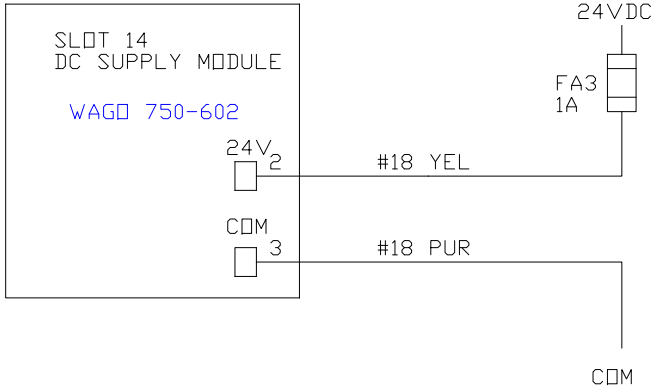 24VDC
SLOT 14
DC SUPPLY MODULE
FA3
1A
WAGO 750-602
24V
2
#18 YEL
COM
3
#18 PUR
COM